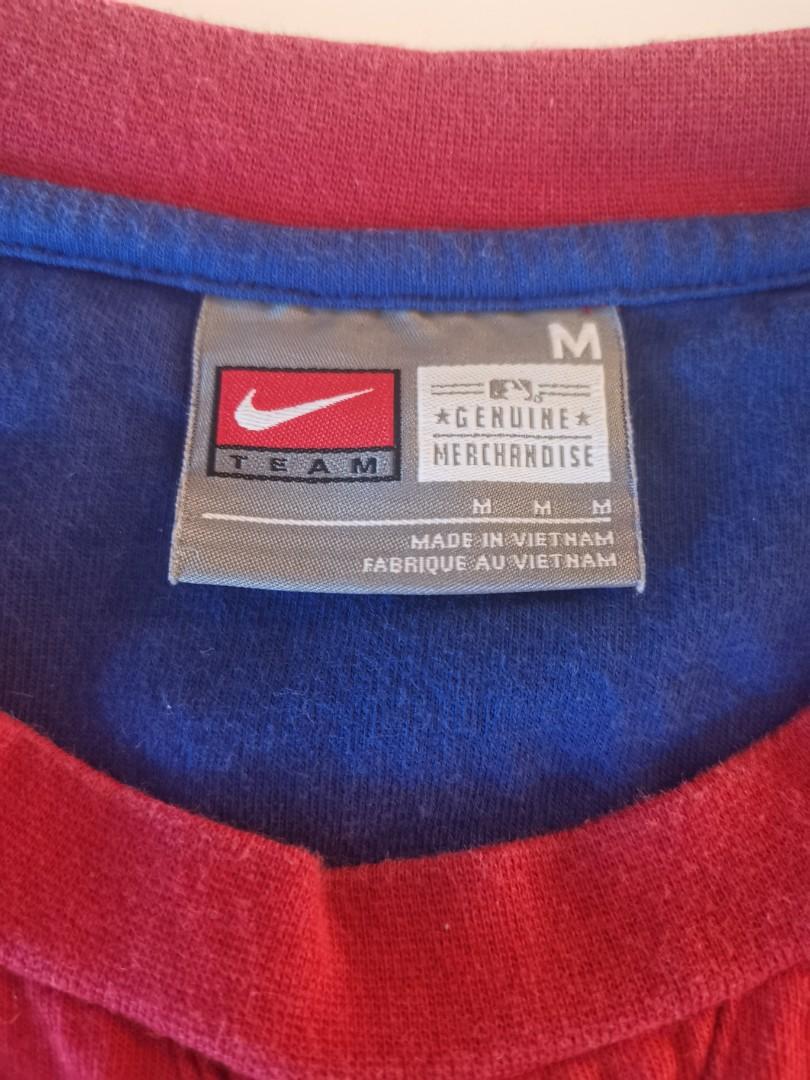 M
TEAM
★GENUINE★
MERCHANDISE
M M M
MADE IN VIETNAM
FABRIQUE AU VIETNAM